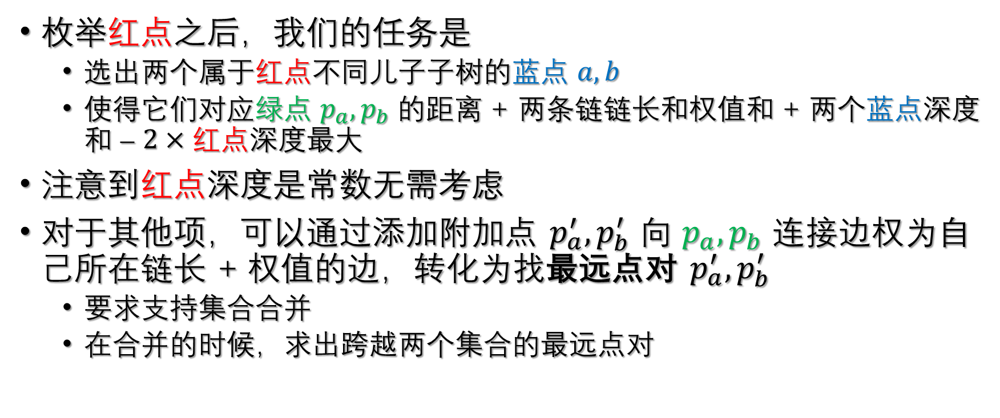 • 枚举红点之后，我们的任务是
• 选出两个属于红点不同儿子子树的蓝点 a,b
• 使得它们对应绿点 pₐ,p_b 的距离 + 两条链链长和权值和 + 两个蓝点深度
和 – 2 × 红点深度最大
• 注意到红点深度是常数无需考虑
• 对于其他项，可以通过添加附加点 p′ₐ,p′_b 向 pₐ,p_b 连接边权为自
己所在链长 + 权值的边，转化为找最远点对 p′ₐ,p′_b
• 要求支持集合合并
• 在合并的时候，求出跨越两个集合的最远点对